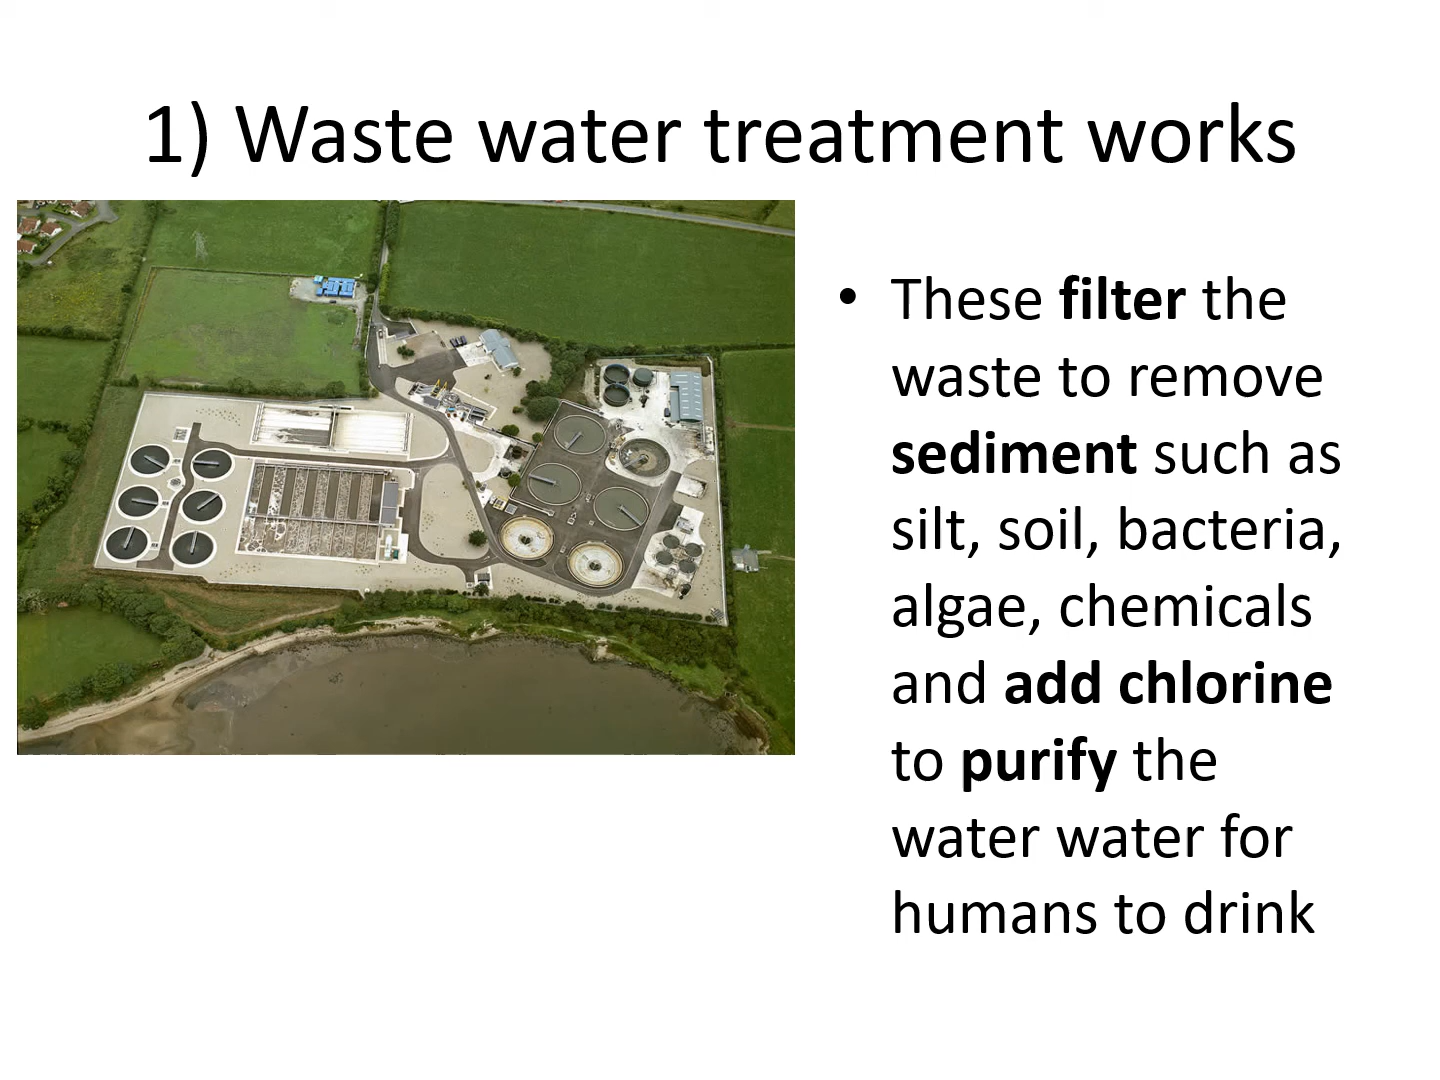 1) Waste water treatment works
• These filter the
waste to remove
sediment such as
silt, soil, bacteria,
algae, chemicals
and add chlorine
to purify the
water water for
humans to drink